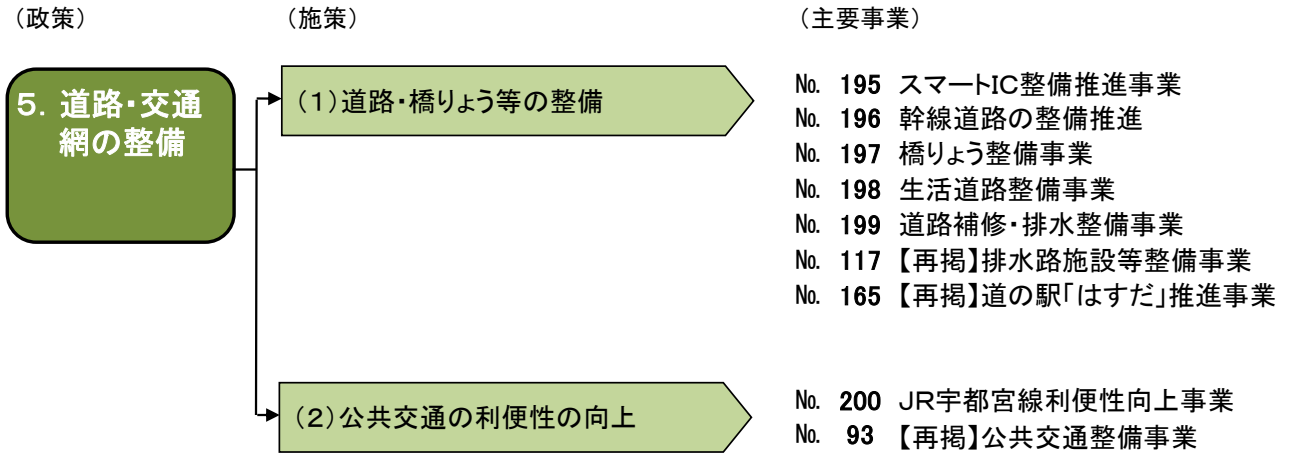 (政策)
(施策)
(主要事業)
5．道路・交通
網の整備
(1)道路・橋りょう等の整備
№ 195 スマートIC整備推進事業
№ 196 幹線道路の整備推進
№ 197 橋りょう整備事業
№ 198 生活道路整備事業
№ 199 道路補修・排水整備事業
№ 117 【再掲】排水路施設等整備事業
№ 165 【再掲】道の駅「はすだ」推進事業
(2)公共交通の利便性の向上
№ 200 JR宇都宮線利便性向上事業
№ 93 【再掲】公共交通整備事業